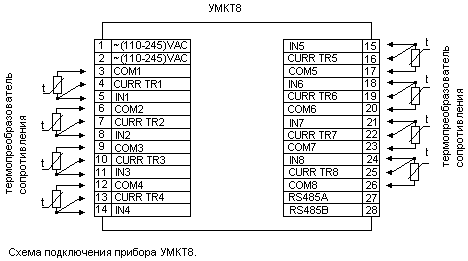 УМКТ8
1 ~(110-245)VAC
2 ~(110-245)VAC
3 COM1
4 CURR TR1
5 IN1
6 COM2
7 CURR TR2
8 IN2
9 COM3
10 CURR TR3
11 IN3
12 COM4
13 CURR TR4
14 IN4
IN5 15
CURR TR5 16
COM5 17
IN6 18
CURR TR6 19
COM6 20
IN7 21
CURR TR7 22
COM7 23
IN8 24
CURR TR8 25
COM8 26
RS485A 27
RS485B 28
t
t
t
t
t
t
t
t
термопреобразователь
сопротивления
термопреобразователь
сопротивления
Схема подключения прибора УМКТ8.